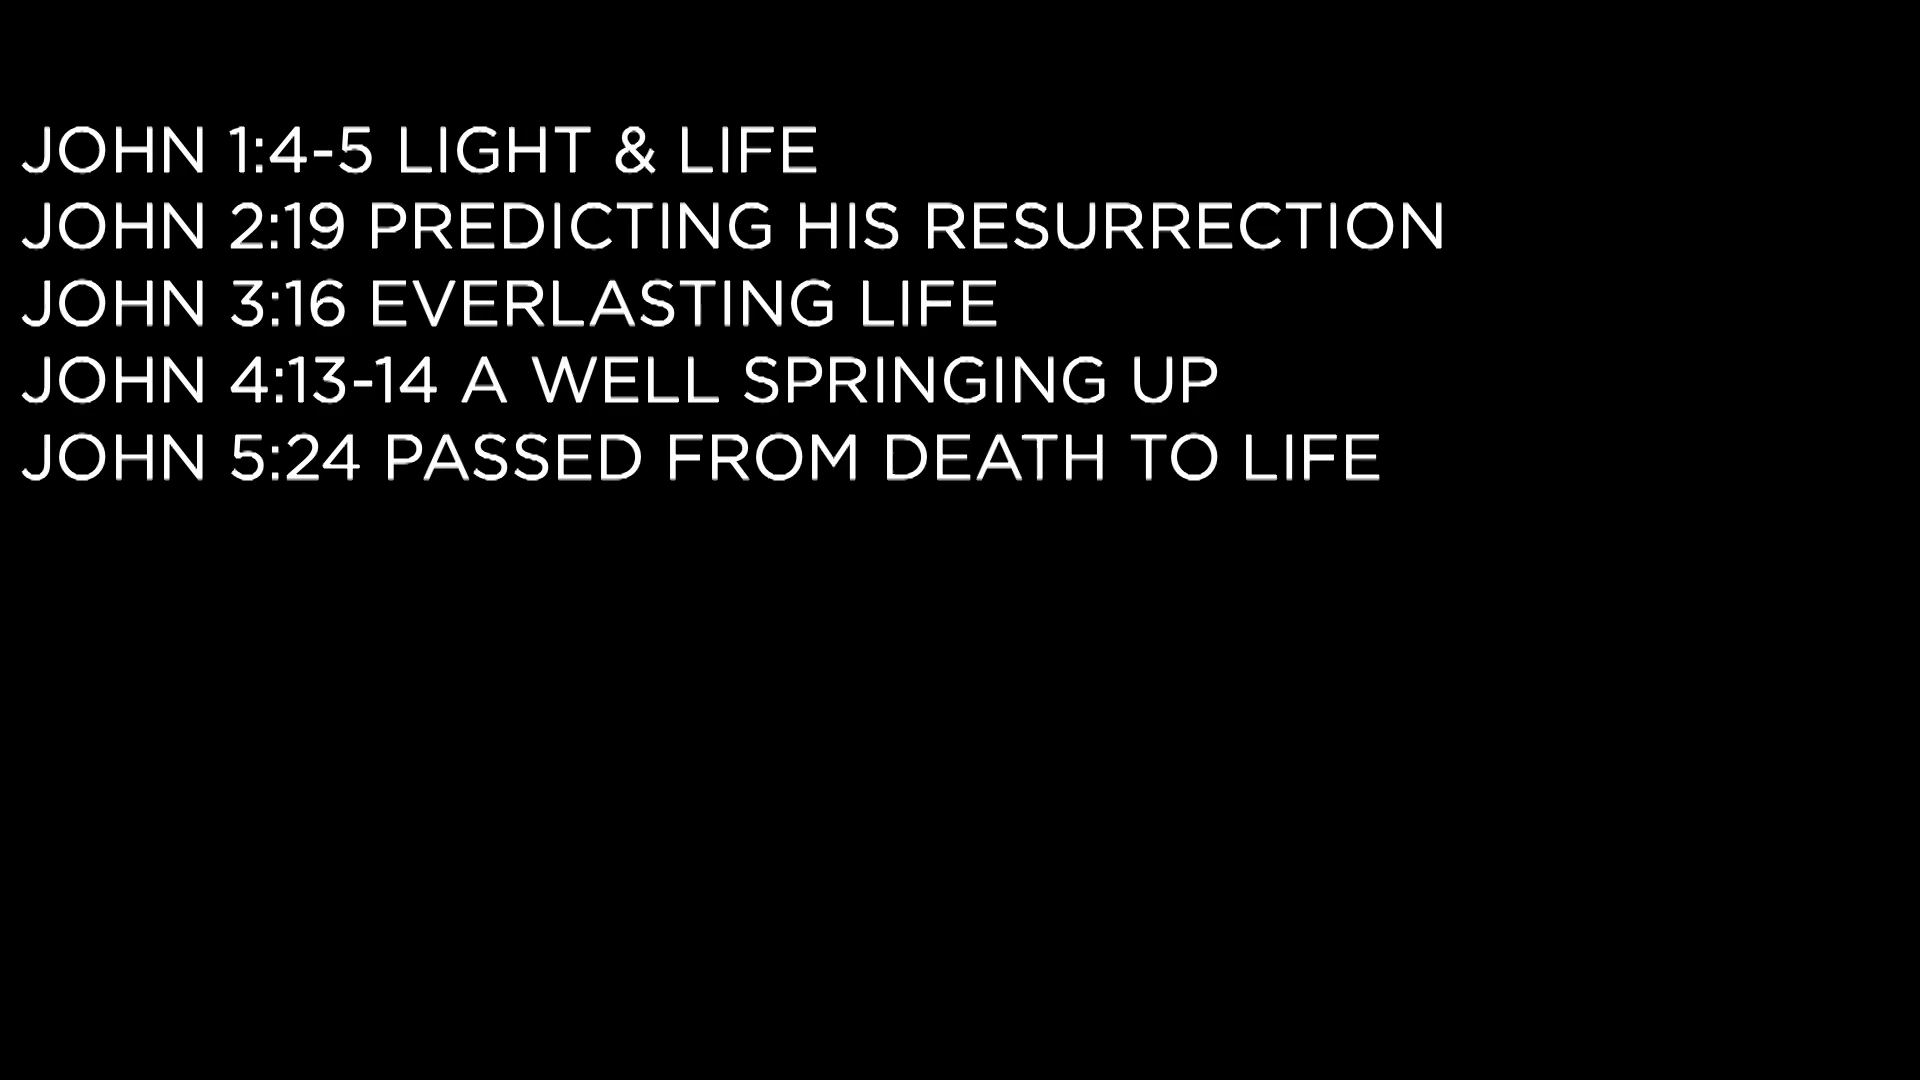 JOHN 1:4-5 LIGHT & LIFE
JOHN 2:19 PREDICTING HIS RESURRECTION
JOHN 3:16 EVERLASTING LIFE
JOHN 4:13-14 A WELL SPRINGING UP
JOHN 5:24 PASSED FROM DEATH TO LIFE